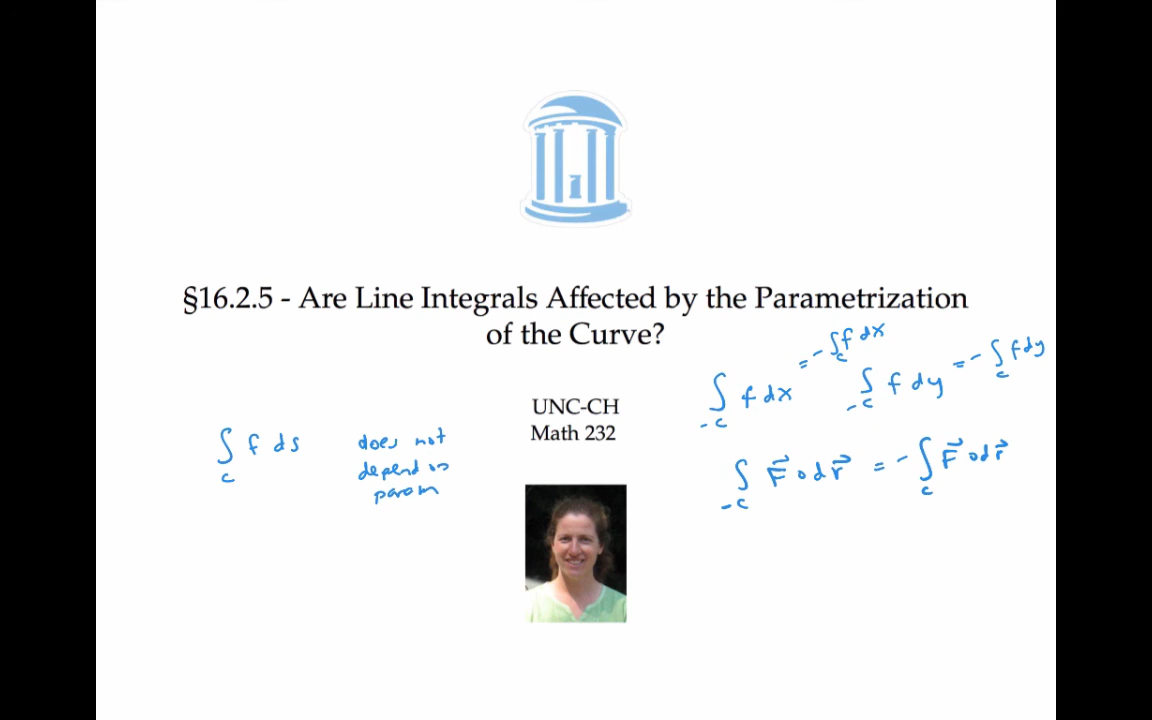 §16.2.5 - Are Line Integrals Affected by the Parametrization
of the Curve?
UNC-CH
Math 232
∫_C f ds does not
depend on
param
∫_{-C} f dx = -∫_C f dx
∫_{-C} f dy = -∫_C f dy
∫_{-C} F⃗ ∘ dr⃗ = -∫_C F⃗ ∘ dr⃗